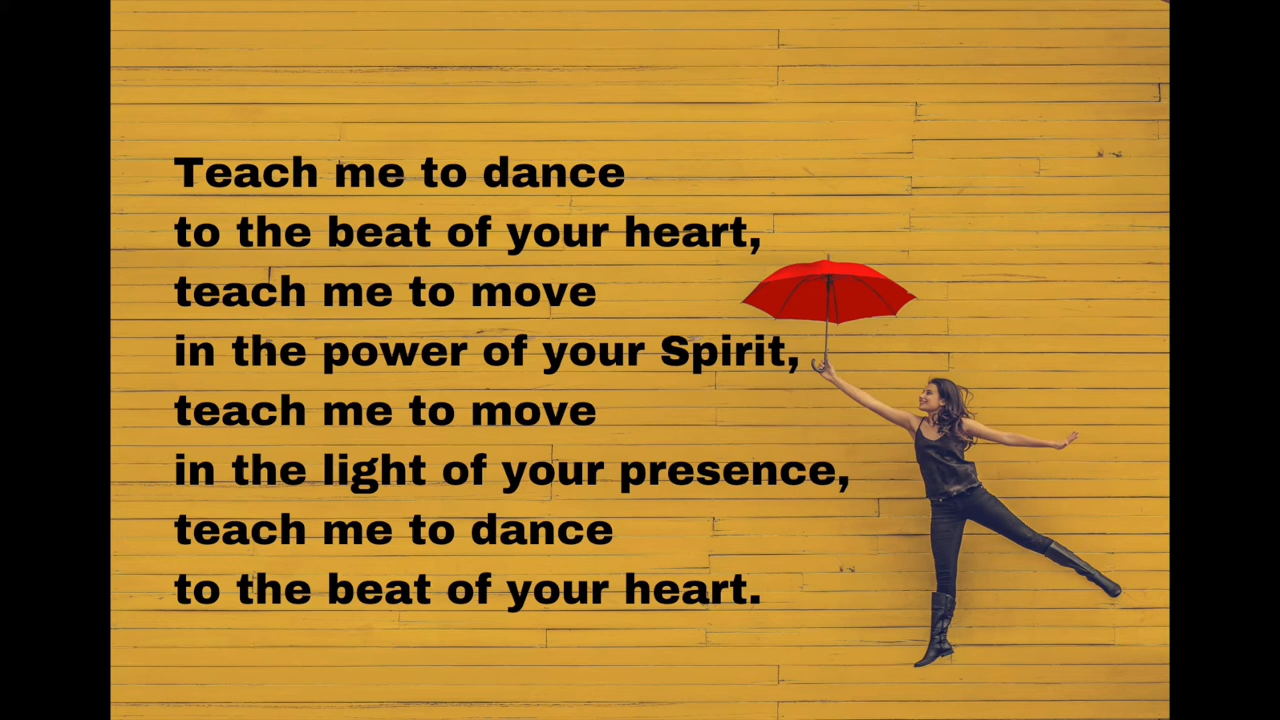 Teach me to dance
to the beat of your heart,
teach me to move
in the power of your Spirit,
teach me to move
in the light of your presence,
teach me to dance
to the beat of your heart.